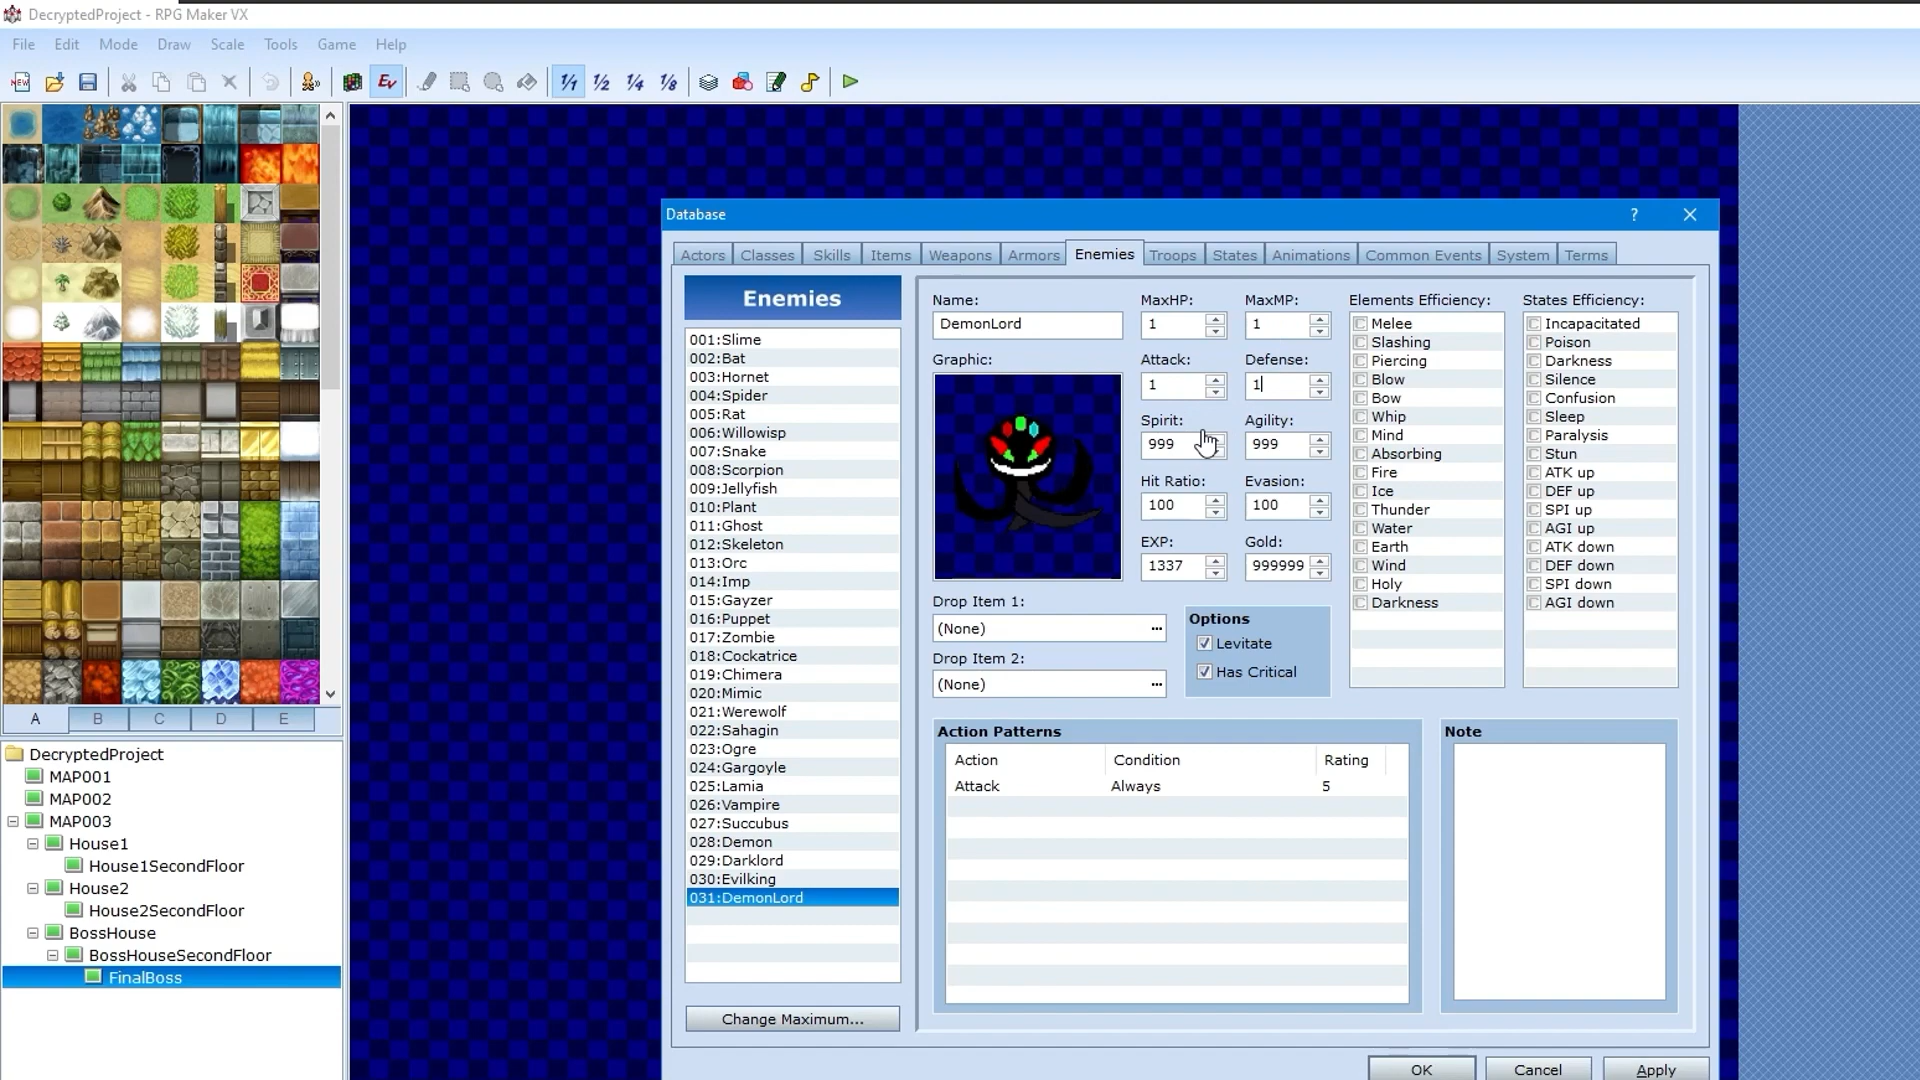 DecryptedProject - RPG Maker VX
File Edit Mode Draw Scale Tools Game Help
NEW EV 1/1 1/2 1/4 1/8
Database ?
Actors Classes Skills Items Weapons Armors Enemies Troops States Animations Common Events System Terms
Enemies
001:Slime
002:Bat
003:Hornet
004:Spider
005:Rat
006:Willowisp
007:Snake
008:Scorpion
009:Jellyfish
010:Plant
011:Ghost
012:Skeleton
013:Orc
014:Imp
015:Gayzer
016:Puppet
017:Zombie
018:Cockatrice
019:Chimera
020:Mimic
021:Werewolf
022:Sahagin
023:Ogre
024:Gargoyle
025:Lamia
026:Vampire
027:Succubus
028:Demon
029:Darklord
030:Evilking
031:DemonLord
Change Maximum...
Name:
DemonLord
Graphic:
MaxHP: MaxMP:
1 1
Attack: Defense:
1 1
Spirit: Agility:
999 999
Hit Ratio: Evasion:
100 100
EXP: Gold:
1337 999999
Drop Item 1:
(None) ...
Drop Item 2:
(None) ...
Options
Levitate
Has Critical
Elements Efficiency:
C Melee
C Slashing
C Piercing
C Blow
C Bow
C Whip
C Mind
C Absorbing
C Fire
C Ice
C Thunder
C Water
C Earth
C Wind
C Holy
C Darkness
States Efficiency:
C Incapacitated
C Poison
C Darkness
C Silence
C Confusion
C Sleep
C Paralysis
C Stun
C ATK up
C DEF up
C SPI up
C AGI up
C ATK down
C DEF down
C SPI down
C AGI down
Action Patterns
Action Condition Rating
Attack Always 5
Note
OK Cancel Apply
A B C D E
DecryptedProject
MAP001
MAP002
MAP003
House1
House1SecondFloor
House2
House2SecondFloor
BossHouse
BossHouseSecondFloor
FinalBoss